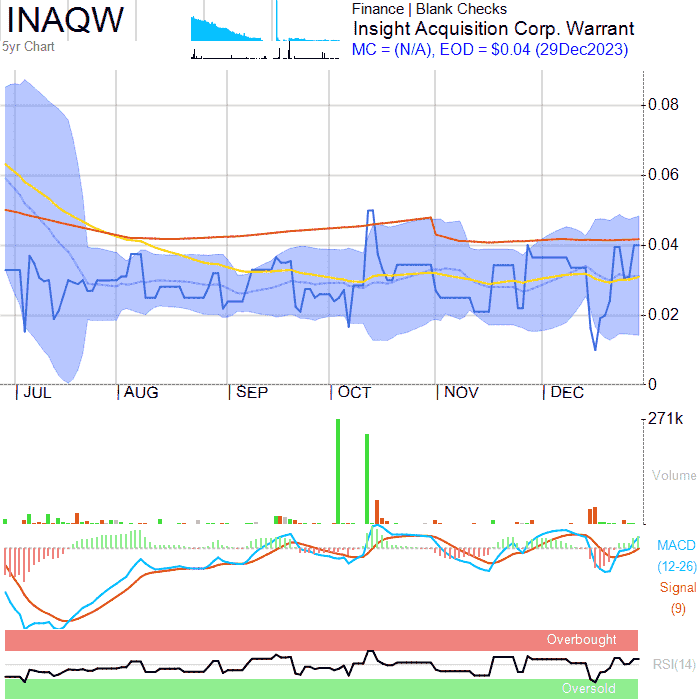 INAQW
5yr Chart
Finance | Blank Checks
Insight Acquisition Corp. Warrant
MC = (N/A), EOD = $0.04 (29Dec2023)
0.08
0.06
0.04
0.02
0
JUL AUG SEP OCT NOV DEC
271k
Volume
MACD
(12-26)
Signal
(9)
Overbought
RSI(14)
Oversold